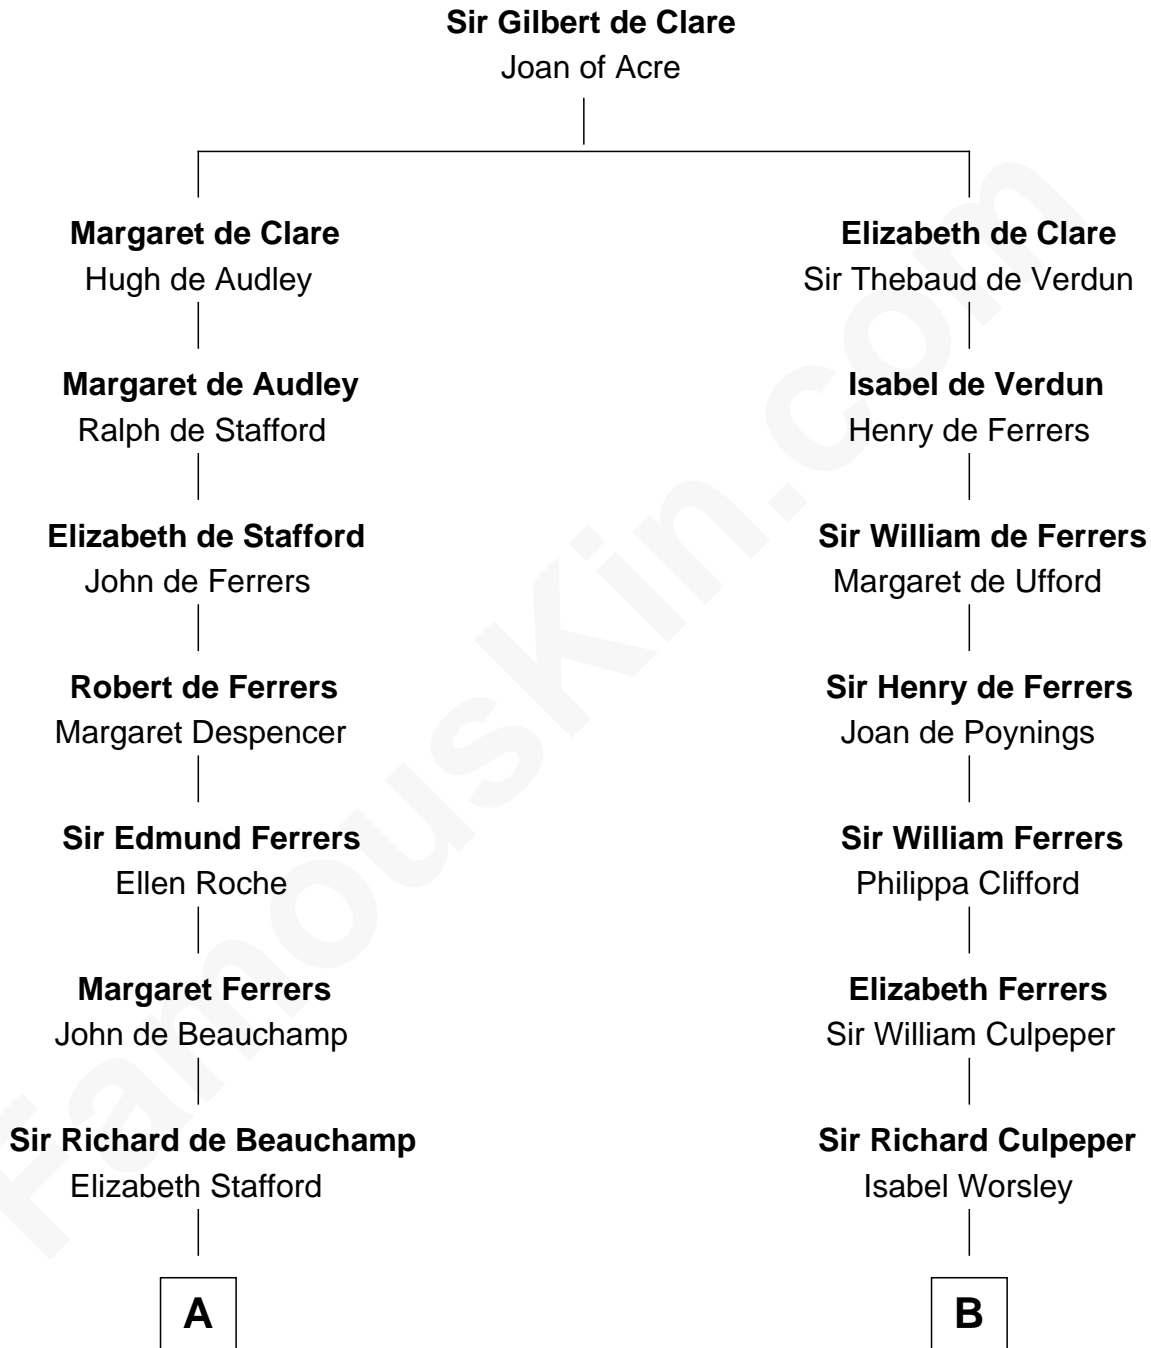 Sir Gilbert de Clare
Joan of Acre
Margaret de Clare
Hugh de Audley
Elizabeth de Clare
Sir Thebaud de Verdun
Margaret de Audley
Ralph de Stafford
Isabel de Verdun
Henry de Ferrers
Elizabeth de Stafford
John de Ferrers
Sir William de Ferrers
Margaret de Ufford
Robert de Ferrers
Margaret Despencer
Sir Henry de Ferrers
Joan de Poynings
Sir Edmund Ferrers
Ellen Roche
Sir William Ferrers
Philippa Clifford
Margaret Ferrers
John de Beauchamp
Elizabeth Ferrers
Sir William Culpeper
Sir Richard de Beauchamp
Elizabeth Stafford
Sir Richard Culpeper
Isabel Worsley
A
B
FamousKin.com